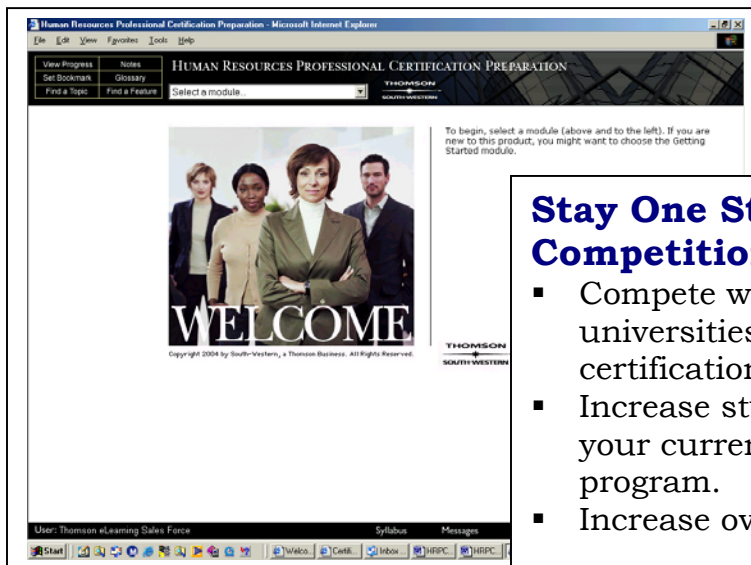 Human Resources Professional Certification Preparation - Microsoft Internet Explorer
File Edit View Favorites Tools Help
View Progress Notes
Set Bookmark Glossary
Find a Topic Find a Feature
HUMAN RESOURCES PROFESSIONAL CERTIFICATION PREPARATION
Select a module...
THOMSON
SOUTH-WESTERN
To begin, select a module (above and to the left). If you are
new to this product, you might want to choose the Getting
Started module.
WELCOME
Copyright 2004 by South-Western, a Thomson Business. All Rights Reserved.
THOMSON
SOUTH-WESTERN
Stay One St
Competitio
▪ Compete w
universities
certification
▪ Increase st
your curren
program.
▪ Increase ov
User: Thomson eLearning Sales Force Syllabus Messages
Start Welco... Certifi... Inbox... HRPC... HRPC...